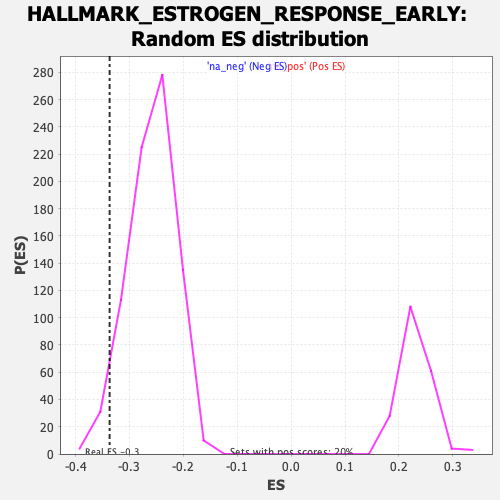 HALLMARK_ESTROGEN_RESPONSE_EARLY:
Random ES distribution
'na_neg' (Neg ES)pos' (Pos ES)
280
260
240
220
200
180
160
140
120
100
80
60
40
20
0
P(ES)
Real ES -0.3
Sets with pos scores: 20%
-0.4 -0.3 -0.2 -0.1 0.0 0.1 0.2 0.3
ES